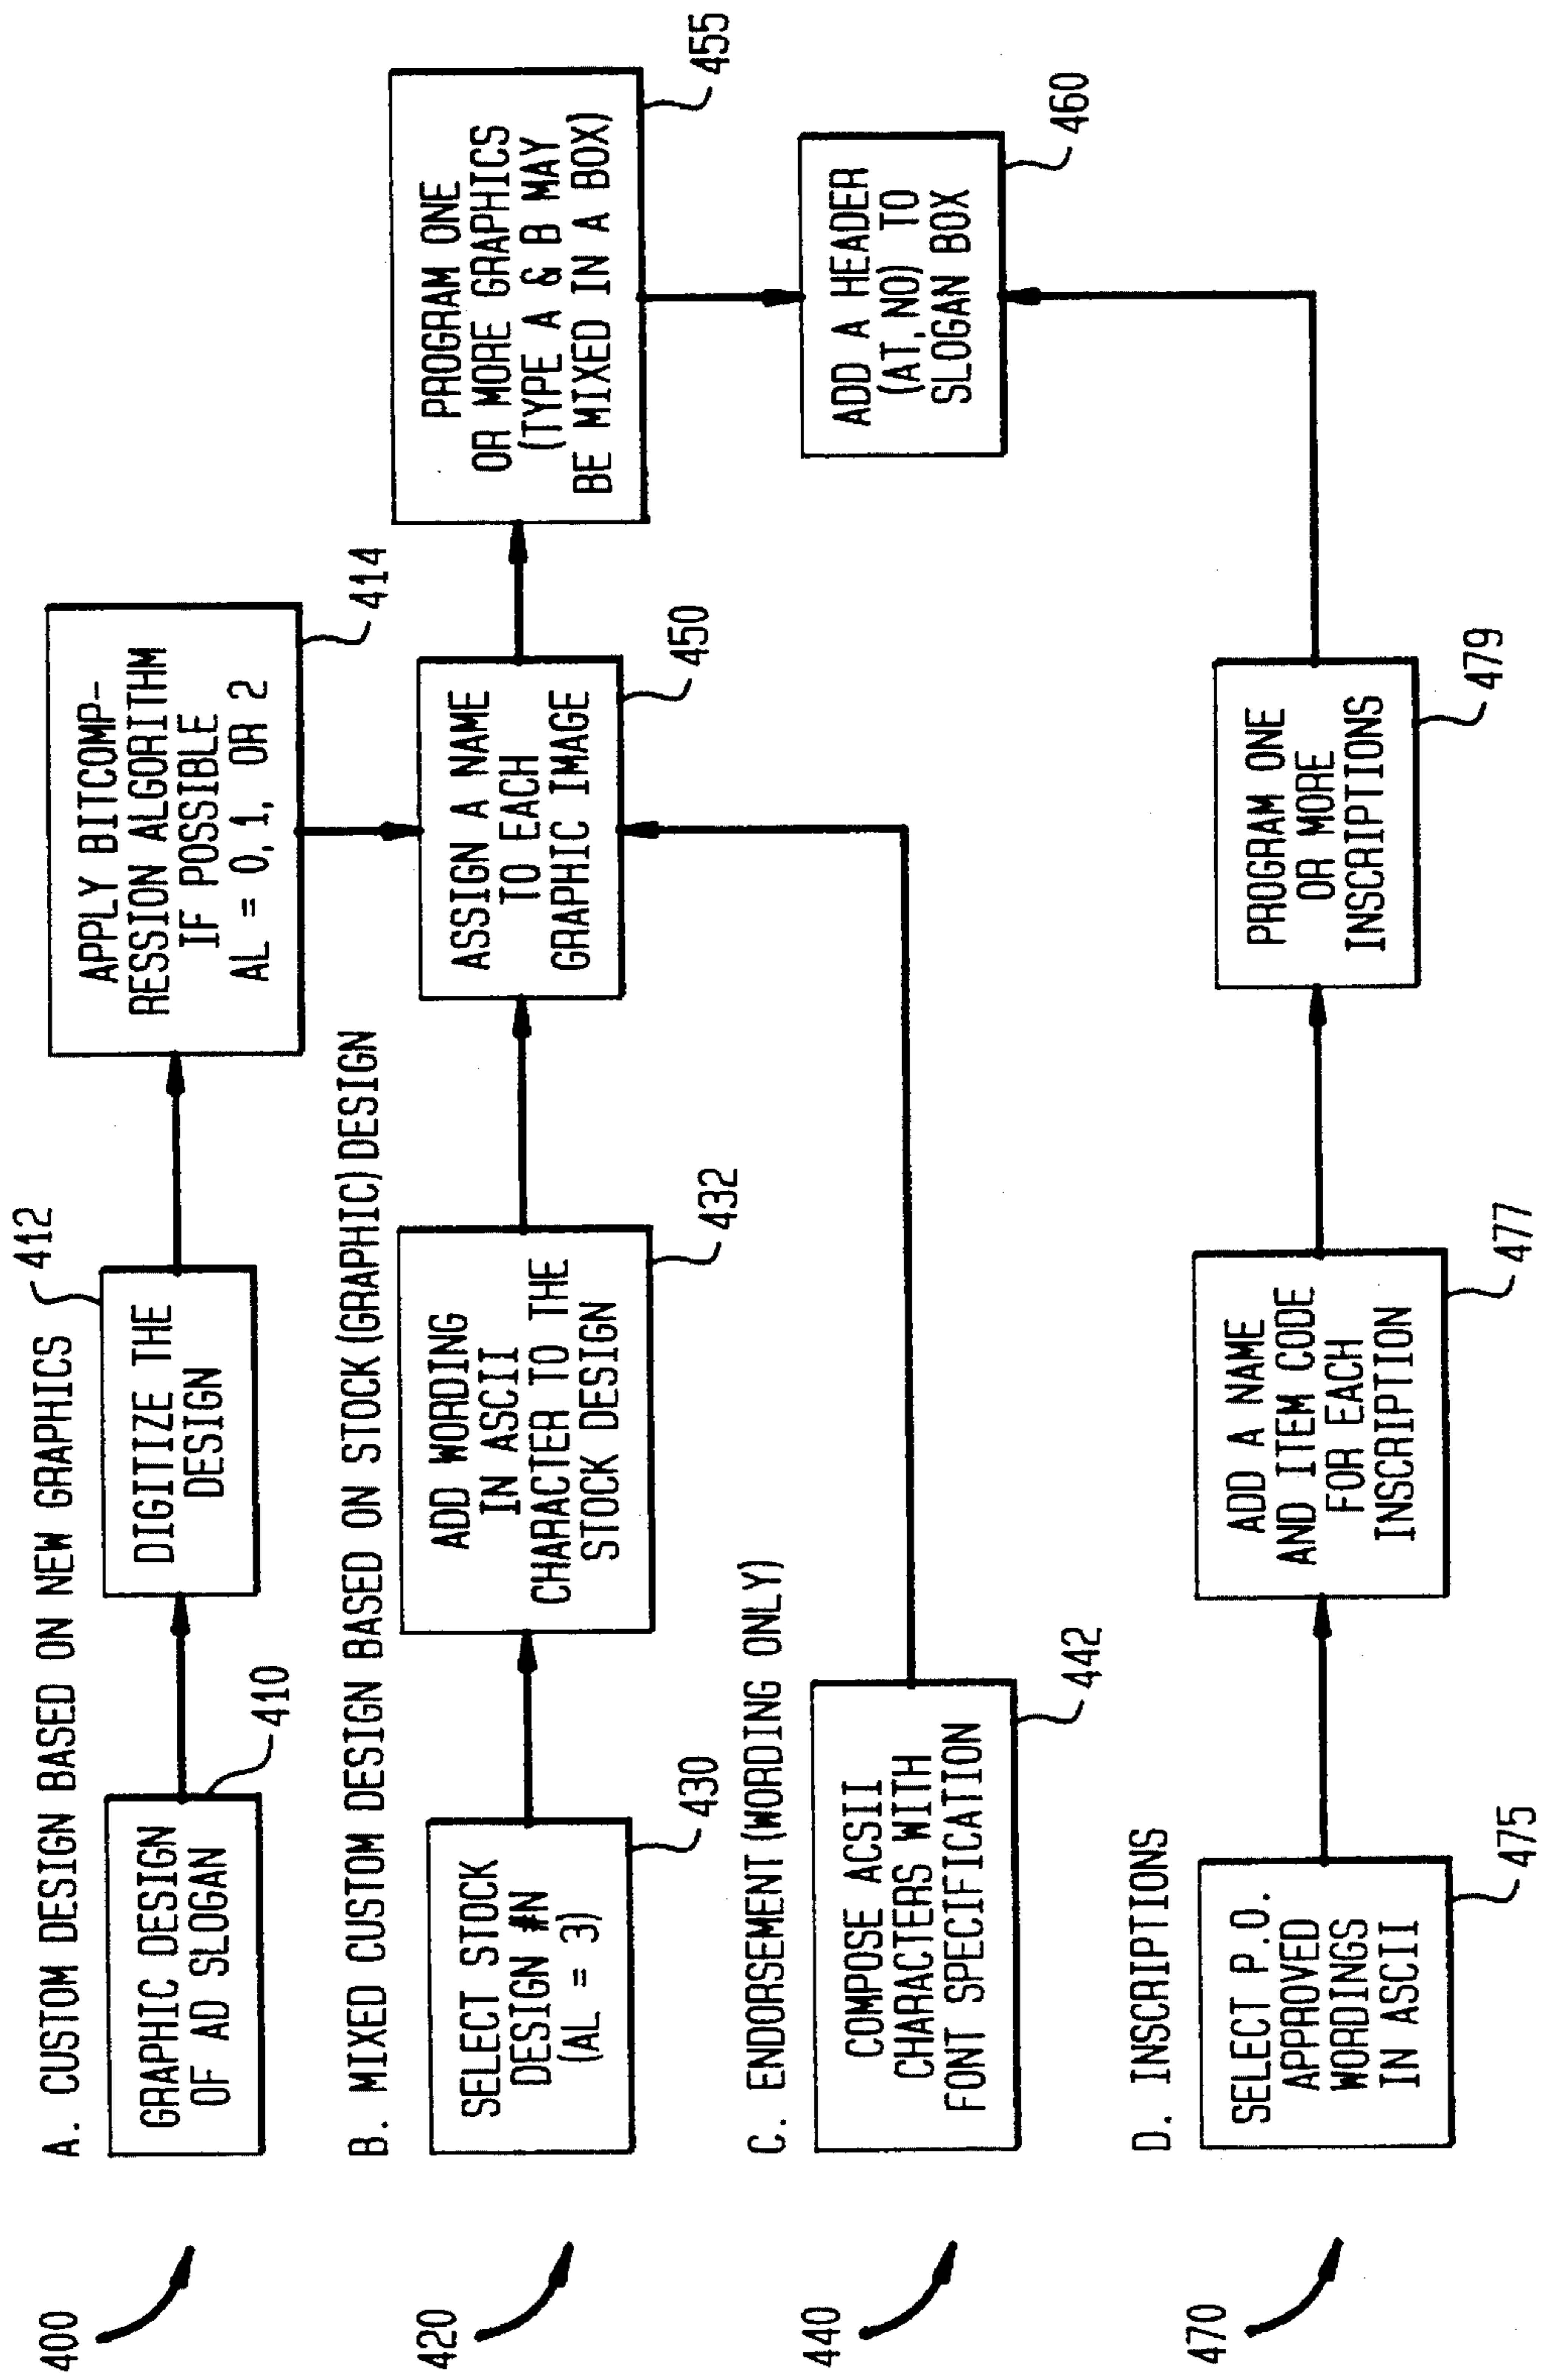 400
A. CUSTOM DESIGN BASED ON NEW GRAPHICS
GRAPHIC DESIGN
OF AD SLOGAN
410
DIGITIZE THE
DESIGN
412
APPLY BITCOMP-
RESSION ALGORITHM
IF POSSIBLE
AL = 0, 1, OR 2
414
420
B. MIXED CUSTOM DESIGN BASED ON STOCK (GRAPHIC) DESIGN
SELECT STOCK
DESIGN #N
(AL = 3)
430
ADD WORDING
IN ASCII
CHARACTER TO THE
STOCK DESIGN
432
ASSIGN A NAME
TO EACH
GRAPHIC IMAGE
450
PROGRAM ONE
OR MORE GRAPHICS
(TYPE A & B MAY
BE MIXED IN A BOX)
455
440
C. ENDORSEMENT (WORDING ONLY)
COMPOSE ACSII
CHARACTERS WITH
FONT SPECIFICATION
442
ADD A HEADER
(AT, NO) TO
SLOGAN BOX
460
470
D. INSCRIPTIONS
SELECT P.O.
APPROVED
WORDINGS
IN ASCII
475
ADD A NAME
AND ITEM CODE
FOR EACH
INSCRIPTION
477
PROGRAM ONE
OR MORE
INSCRIPTIONS
479